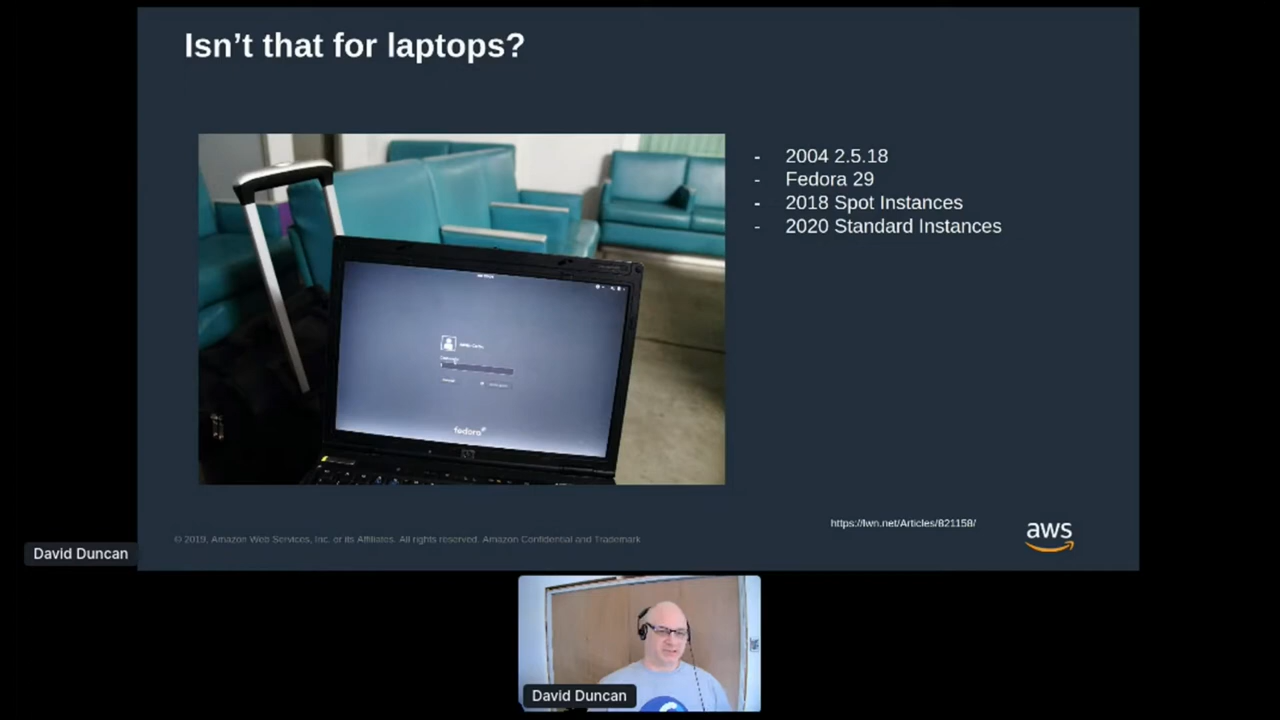 Isn't that for laptops?
- 2004 2.5.18
- Fedora 29
- 2018 Spot Instances
- 2020 Standard Instances
fedora
https://lwn.net/Articles/821158/
aws
© 2019, Amazon Web Services, Inc. or its Affiliates. All rights reserved. Amazon Confidential and Trademark
David Duncan
David Duncan